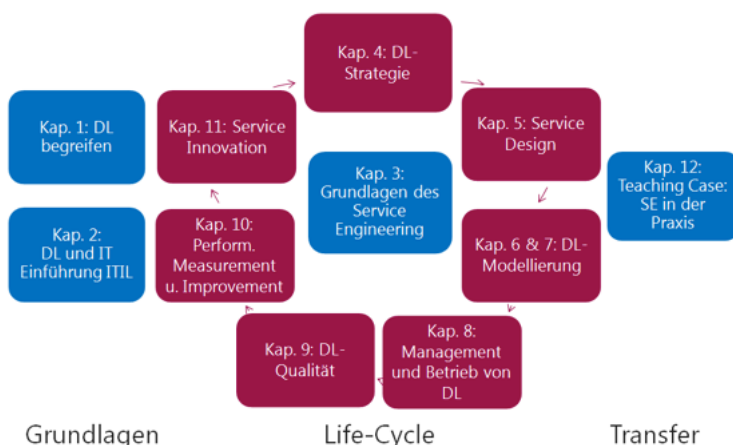 Kap. 4: DL-
Strategie
Kap. 1: DL
begreifen
Kap. 11: Service
Innovation
Kap. 5: Service
Design
Kap. 3:
Grundlagen des
Service
Engineering
Kap. 12:
Teaching Case:
SE in der
Praxis
Kap. 2:
DL und IT
Einführung ITIL
Kap. 10:
Perform.
Measurement
u. Improvement
Kap. 6 & 7: DL-
Modellierung
Kap. 9: DL-
Qualität
Kap. 8:
Management
und Betrieb von
DL
Grundlagen
Life-Cycle
Transfer